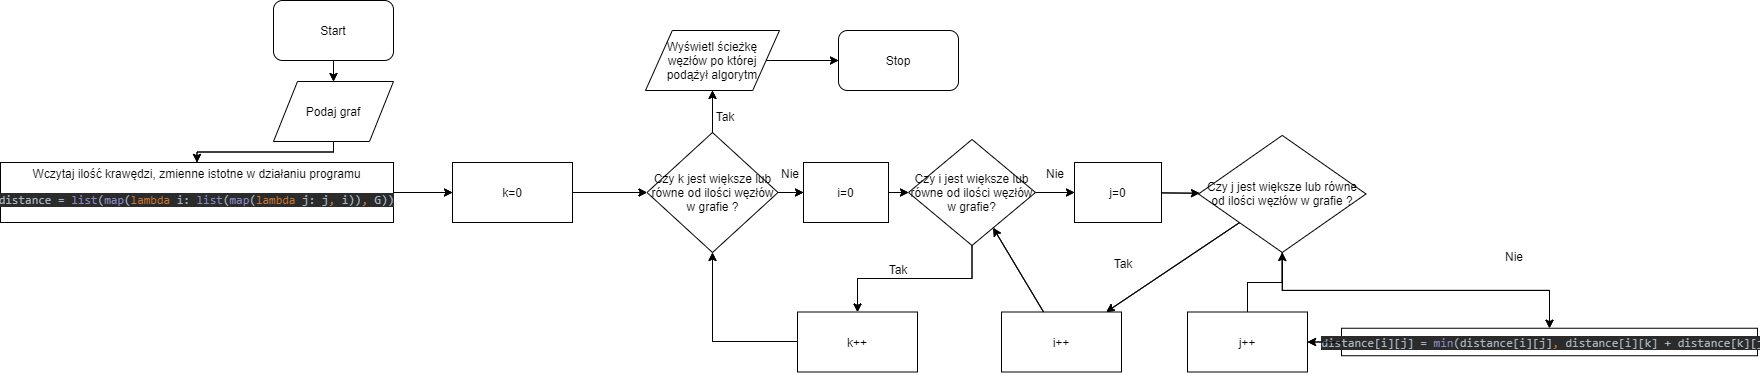 Start
Podaj graf
Wczytaj ilość krawędzi, zmienne istotne w działaniu programu
distance = list(map(lambda i: list(map(lambda j: j, i)), G))
k=0
Czy k jest większe lub
równe od ilości węzłów
w grafie ?
Tak
Wyświetl ścieżkę
węzłów po której
podążył algorytm
Stop
Nie
i=0
Czy i jest większe lub
równe od ilości węzłów
w grafie?
Nie
j=0
Czy j jest większe lub równe
od ilości węzłów w grafie ?
Tak
k++
Tak
i++
Nie
distance[i][j] = min(distance[i][j], distance[i][k] + distance[k][
j++